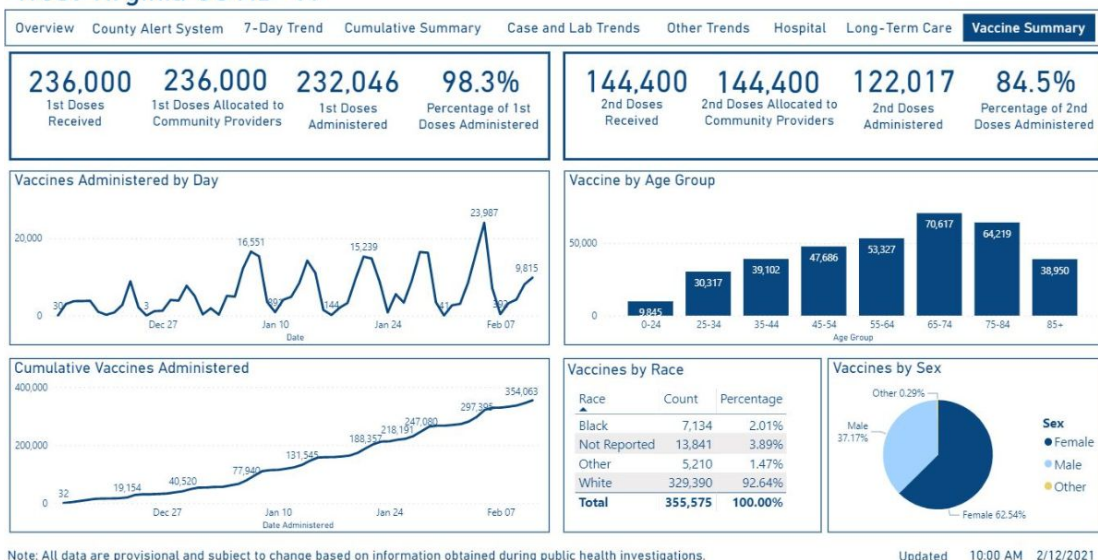 Overview County Alert System 7-Day Trend Cumulative Summary Case and Lab Trends Other Trends Hospital Long-Term Care Vaccine Summary
236,000 236,000 232,046 98.3%
1st Doses Received 1st Doses Allocated to Community Providers 1st Doses Administered Percentage of 1st Doses Administered
144,400 144,400 122,017 84.5%
2nd Doses Received 2nd Doses Allocated to Community Providers 2nd Doses Administered Percentage of 2nd Doses Administered
Vaccines Administered by Day
20,000
0
30
3
16,551
15,239
144
41
23,987
9,815
Dec 27 Jan 10 Jan 24 Feb 07
Date
Vaccine by Age Group
50,000
0
9,845 30,317 39,102 47,686 53,327 70,617 64,219 38,950
0-24 25-34 35-44 45-54 55-64 65-74 75-84 85+
Age Group
Cumulative Vaccines Administered
400,000
200,000
0
32 19,154 40,520 77,940 131,545 188,357 218,191 247,080 297,395 354,063
Dec 27 Jan 10 Jan 24 Feb 07
Date Administered
Vaccines by Race
Race Count Percentage
Black 7,134 2.01%
Not Reported 13,841 3.89%
Other 5,210 1.47%
White 329,390 92.64%
Total 355,575 100.00%
Vaccines by Sex
Other 0.29%
Male
37.17%
Female 62.54%
Sex
Female
Male
Other
Note: All data are provisional and subject to change based on information obtained during public health investigations.
Updated 10:00 AM 2/12/2021